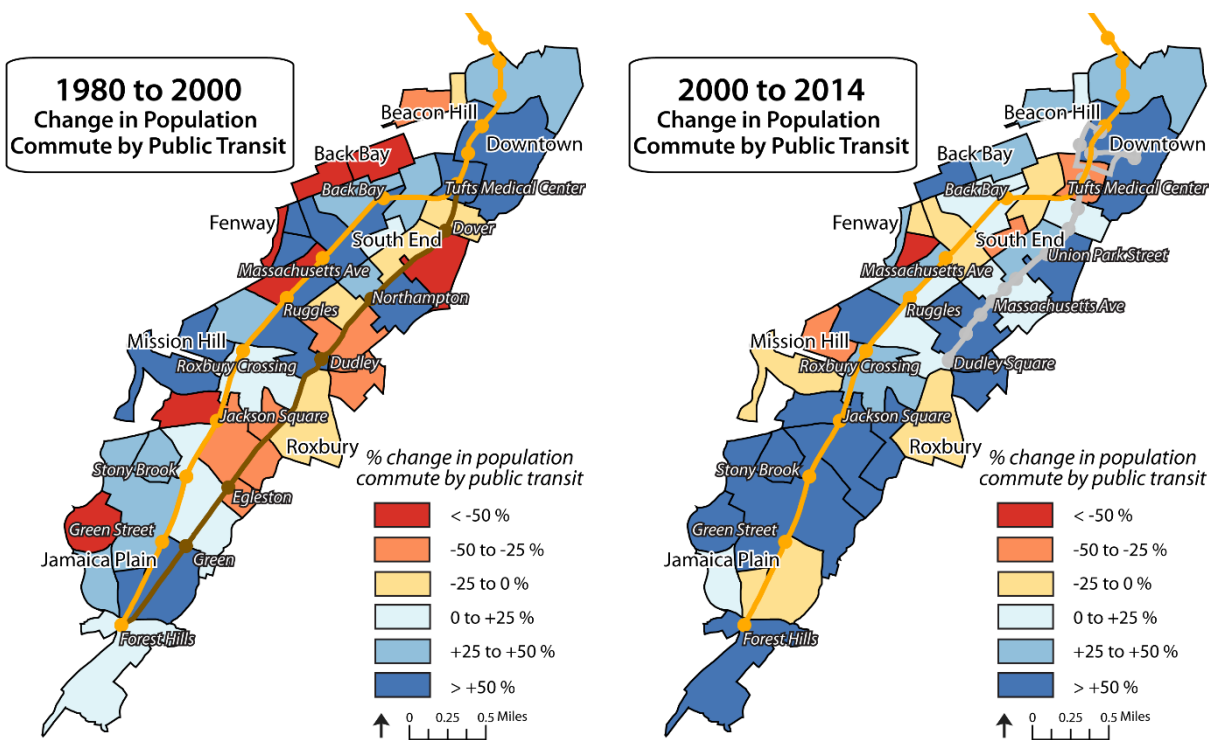 1980 to 2000
Change in Population
Commute by Public Transit
Beacon Hill
Downtown
Back Bay
Back Bay
Tufts Medical Center
Fenway
Dover
South End
Massachusetts Ave
Northampton
Ruggles
Mission Hill
Roxbury Crossing
Dudley
Jackson Square
Roxbury
Stony Brook
Egleston
Green Street
Green
Jamaica Plain
Forest Hills
% change in population
commute by public transit
< -50 %
-50 to -25 %
-25 to 0 %
0 to +25 %
+25 to +50 %
> +50 %
0 0.25 0.5 Miles
2000 to 2014
Change in Population
Commute by Public Transit
Beacon Hill
Downtown
Back Bay
Back Bay
Tufts Medical Center
Fenway
South End
Union Park Street
Massachusetts Ave
Massachusetts Ave
Ruggles
Mission Hill
Roxbury Crossing
Dudley Square
Jackson Square
Roxbury
Stony Brook
Green Street
Jamaica Plain
Forest Hills
% change in population
commute by public transit
< -50 %
-50 to -25 %
-25 to 0 %
0 to +25 %
+25 to +50 %
> +50 %
0 0.25 0.5 Miles